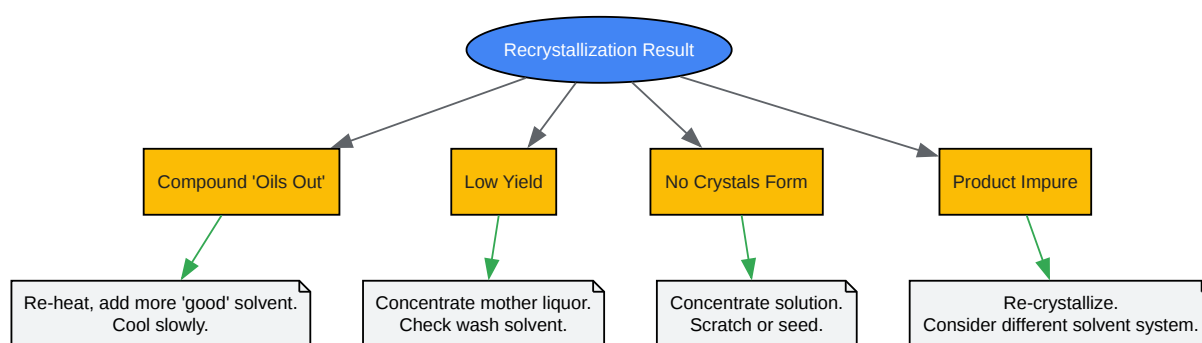 Recrystallization Result
Compound 'Oils Out'
Low Yield
No Crystals Form
Product Impure
Re-heat, add more 'good' solvent.
Cool slowly.
Concentrate mother liquor.
Check wash solvent.
Concentrate solution.
Scratch or seed.
Re-crystallize.
Consider different solvent system.